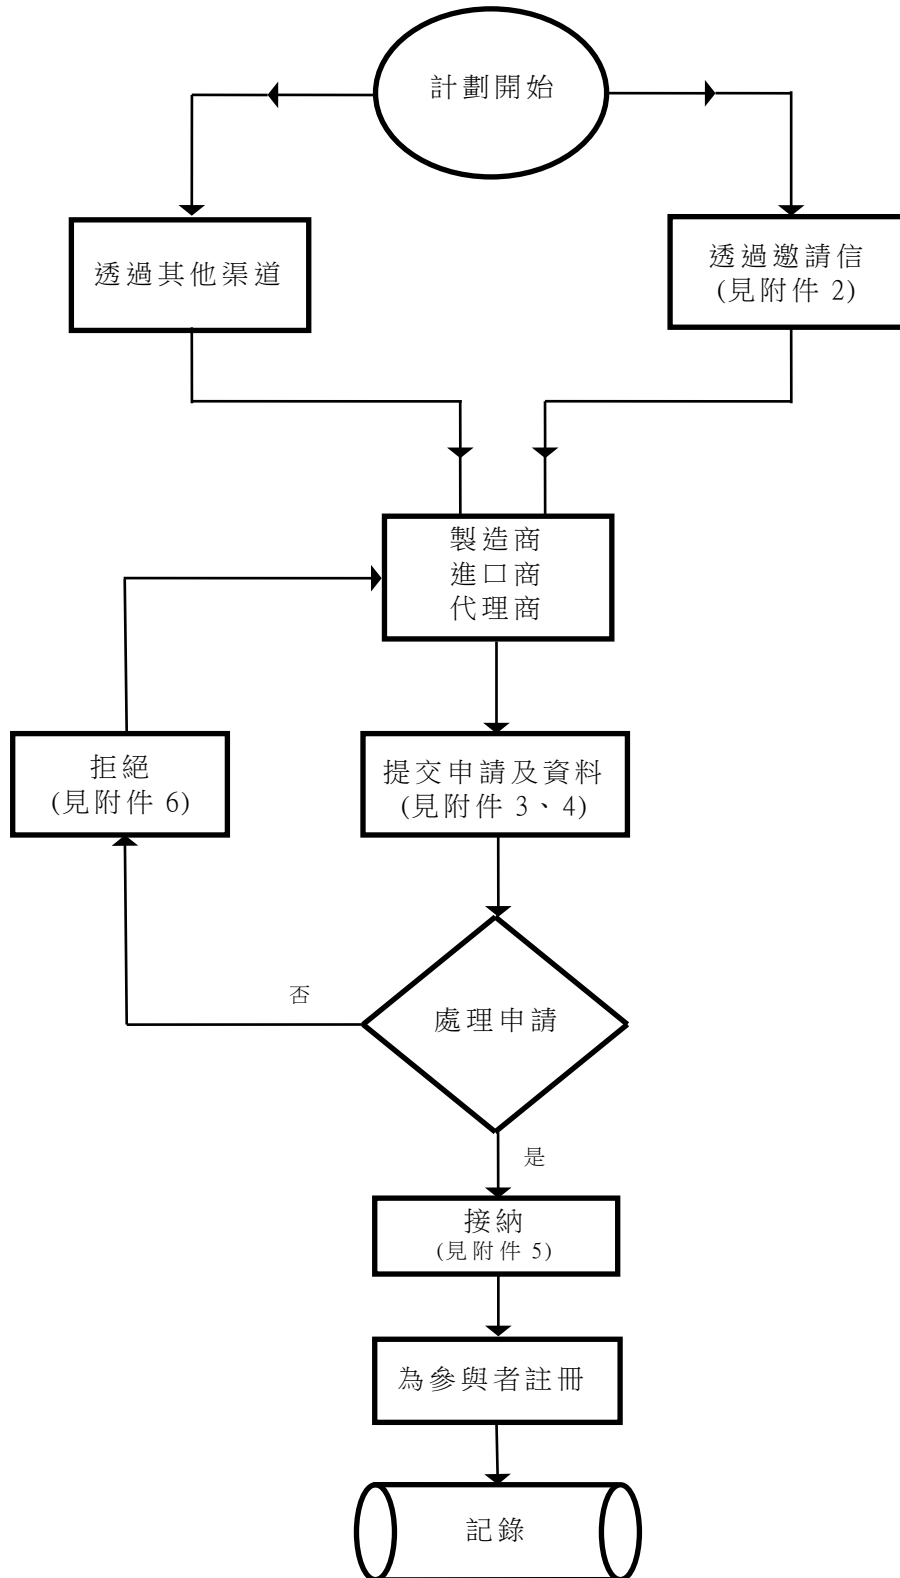 計劃開始
透過其他渠道
透過邀請信
(見附件 2)
製造商
進口商
代理商
拒絕
(見附件 6)
提交申請及資料
(見附件 3、4)
否
處理申請
是
接納
(見附件 5)
為參與者註冊
記錄